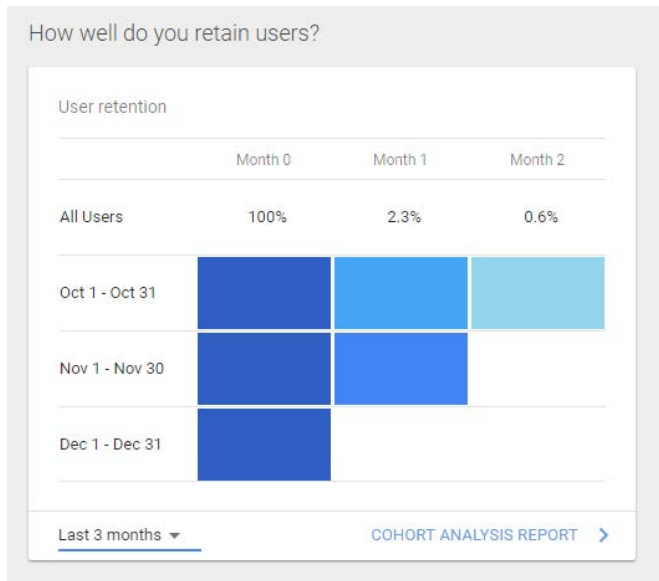 How well do you retain users?
User retention
Month 0 Month 1 Month 2
All Users 100% 2.3% 0.6%
Oct 1 - Oct 31
Nov 1 - Nov 30
Dec 1 - Dec 31
Last 3 months COHORT ANALYSIS REPORT